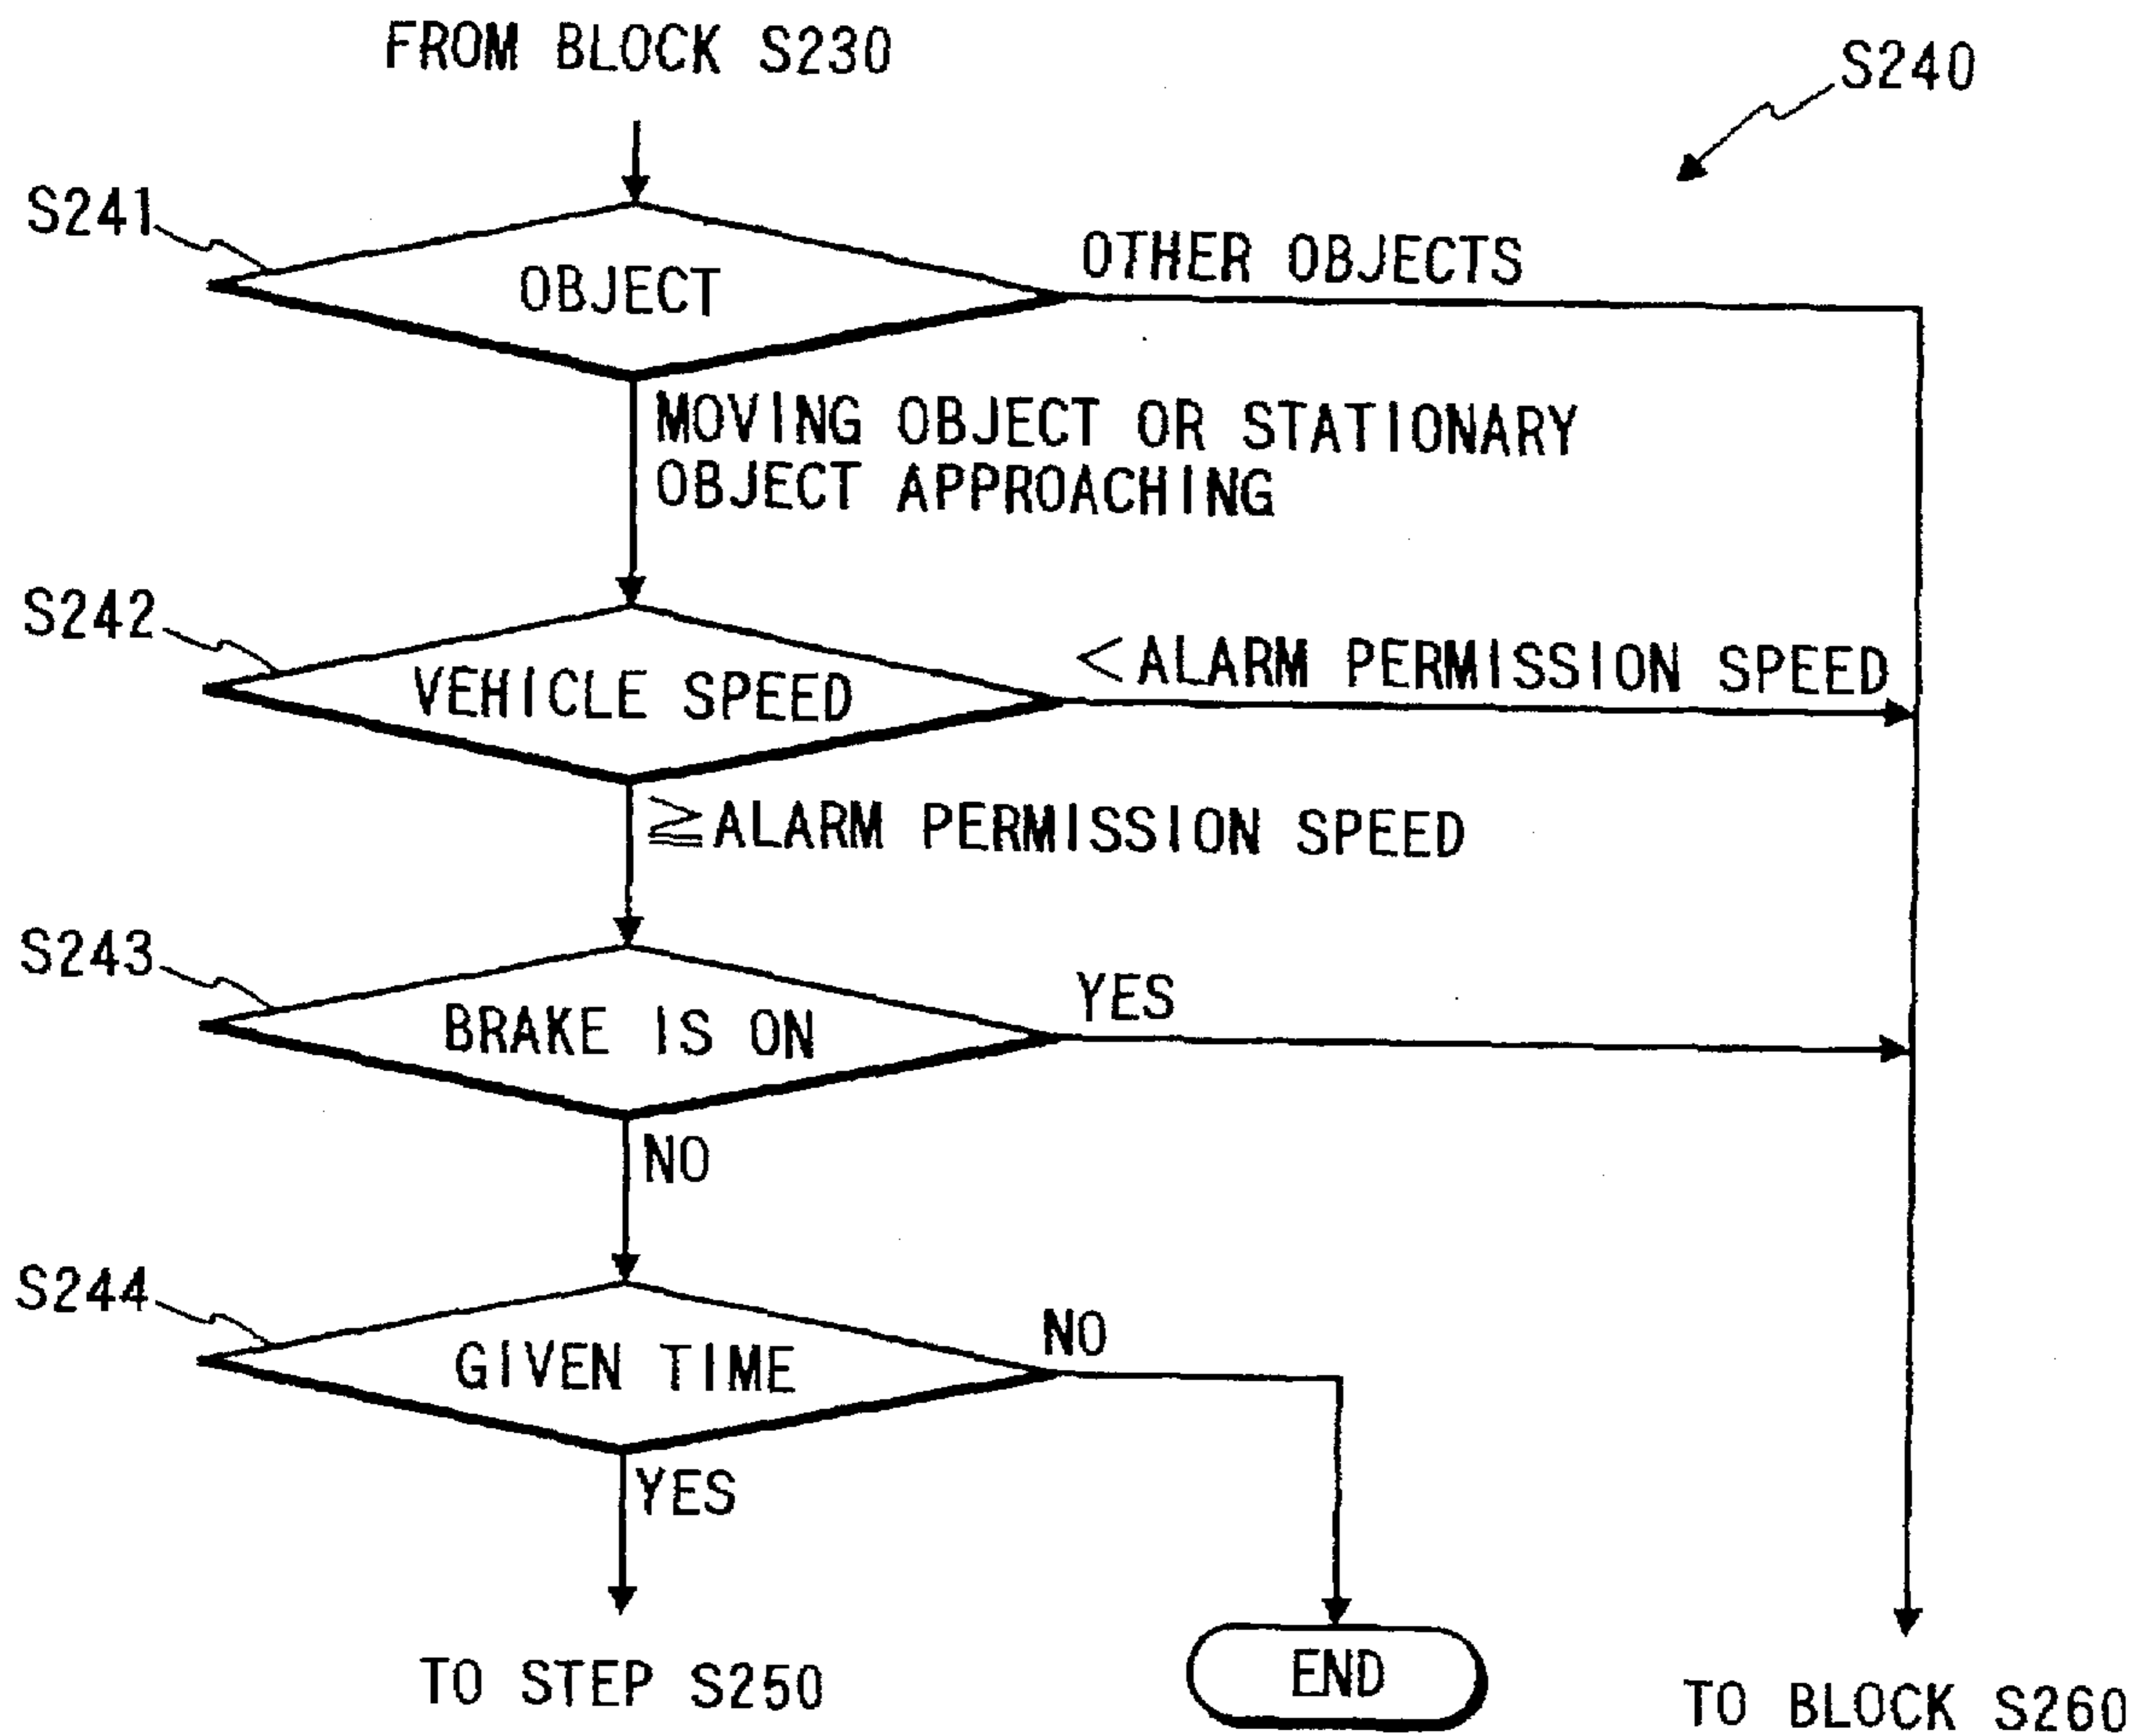 FROM BLOCK S230
S240
S241
OBJECT
OTHER OBJECTS
MOVING OBJECT OR STATIONARY
OBJECT APPROACHING
S242
VEHICLE SPEED
<ALARM PERMISSION SPEED
≧ALARM PERMISSION SPEED
S243
BRAKE IS ON
YES
NO
S244
GIVEN TIME
NO
YES
TO STEP S250
END
TO BLOCK S260